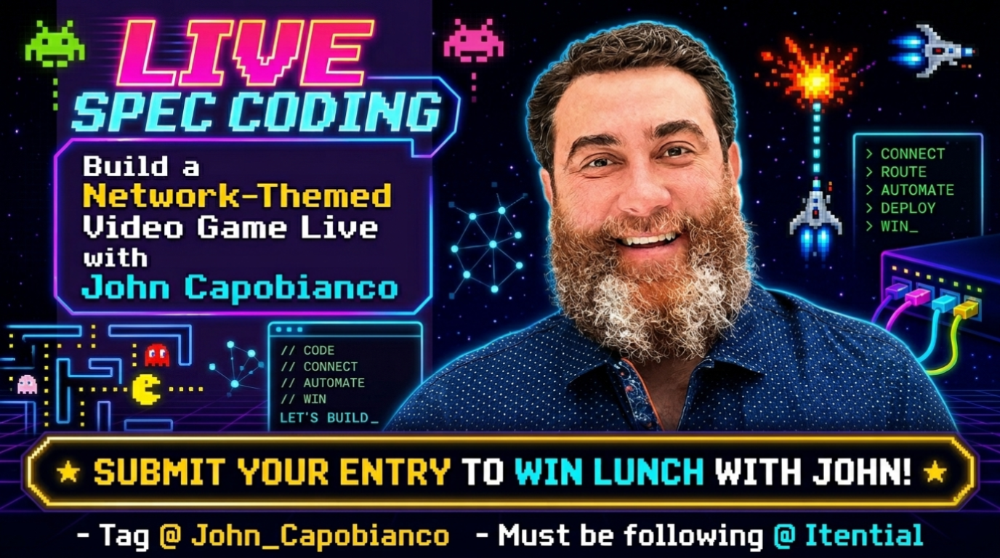 LIVE
SPEC CODING
Build a
Network-Themed
Video Game Live
with
John Capobianco
> CONNECT
> ROUTE
> AUTOMATE
> DEPLOY
> WIN_
// CODE
// CONNECT
// AUTOMATE
// WIN
LET'S BUILD_
★ SUBMIT YOUR ENTRY TO WIN LUNCH WITH JOHN! ★
- Tag @ John_Capobianco - Must be following @ Itential